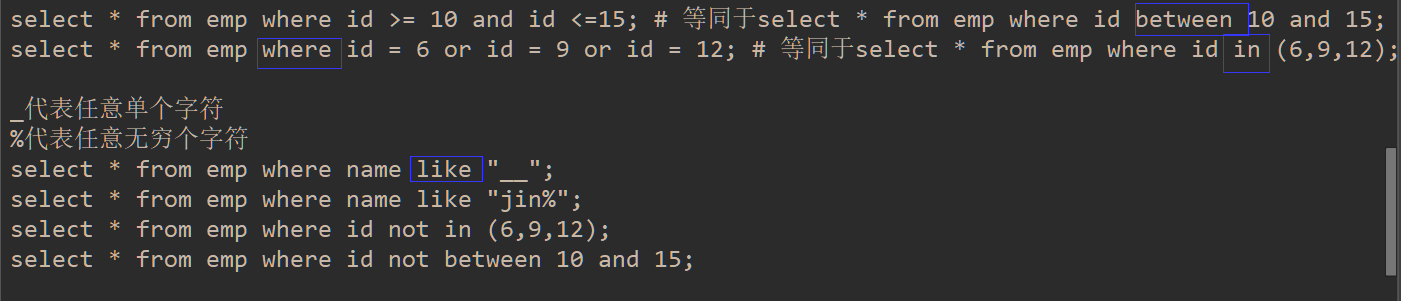 select * from emp where id >= 10 and id <=15; # 等同于select * from emp where id between 10 and 15;
select * from emp where id = 6 or id = 9 or id = 12; # 等同于select * from emp where id in (6,9,12);
_代表任意单个字符
%代表任意无穷个字符
select * from emp where name like "__";
select * from emp where name like "jin%";
select * from emp where id not in (6,9,12);
select * from emp where id not between 10 and 15;